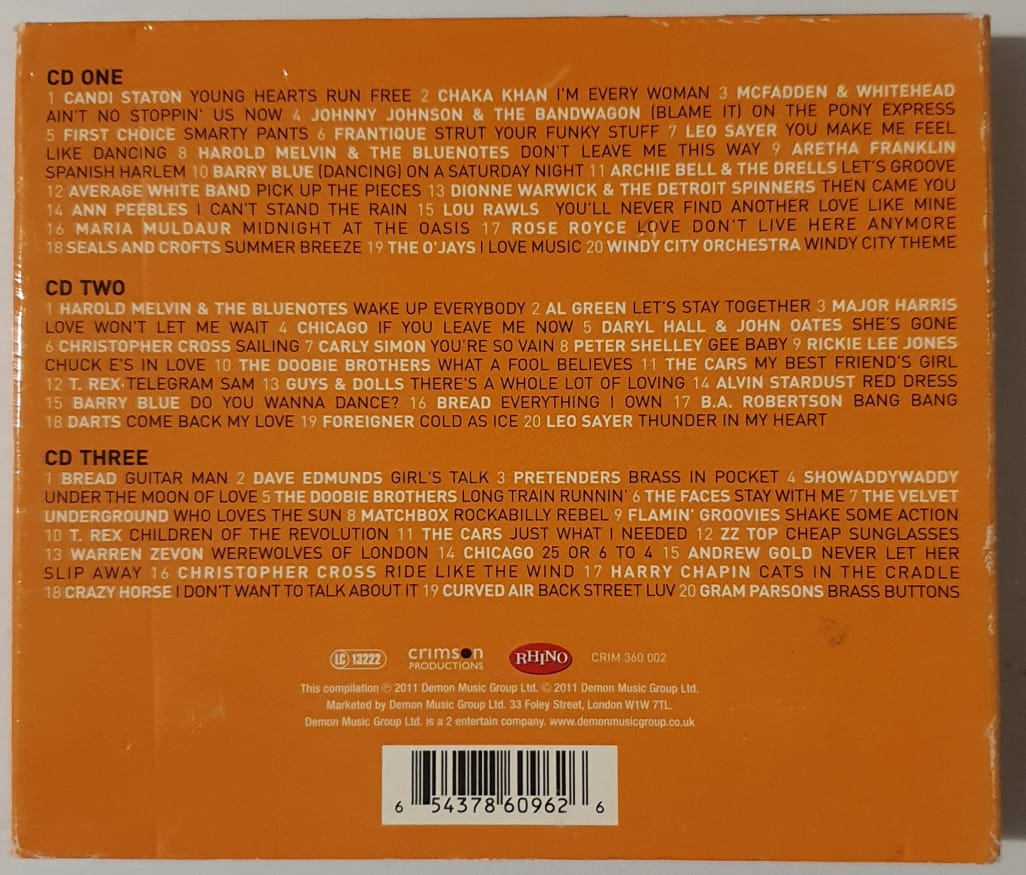 CD ONE
1 CANDI STATON YOUNG HEARTS RUN FREE 2 CHAKA KHAN I'M EVERY WOMAN 3 MCFADDEN & WHITEHEAD
AIN'T NO STOPPIN' US NOW 4 JOHNNY JOHNSON & THE BANDWAGON (BLAME IT) ON THE PONY EXPRESS
5 FIRST CHOICE SMARTY PANTS 6 FRANTIQUE STRUT YOUR FUNKY STUFF 7 LEO SAYER YOU MAKE ME FEEL
LIKE DANCING 8 HAROLD MELVIN & THE BLUENOTES DON'T LEAVE ME THIS WAY 9 ARETHA FRANKLIN
SPANISH HARLEM 10 BARRY BLUE (DANCING) ON A SATURDAY NIGHT 11 ARCHIE BELL & THE DRELLS LET'S GROOVE
12 AVERAGE WHITE BAND PICK UP THE PIECES 13 DIONNE WARWICK & THE DETROIT SPINNERS THEN CAME YOU
14 ANN PEEBLES I CAN'T STAND THE RAIN 15 LOU RAWLS YOU'LL NEVER FIND ANOTHER LOVE LIKE MINE
16 MARIA MULDAUR MIDNIGHT AT THE OASIS 17 ROSE ROYCE LOVE DON'T LIVE HERE ANYMORE
18 SEALS AND CROFTS SUMMER BREEZE 19 THE O'JAYS I LOVE MUSIC 20 WINDY CITY ORCHESTRA WINDY CITY THEME
CD TWO
1 HAROLD MELVIN & THE BLUENOTES WAKE UP EVERYBODY 2 AL GREEN LET'S STAY TOGETHER 3 MAJOR HARRIS
LOVE WON'T LET ME WAIT 4 CHICAGO IF YOU LEAVE ME NOW 5 DARYL HALL & JOHN OATES SHE'S GONE
6 CHRISTOPHER CROSS SAILING 7 CARLY SIMON YOU'RE SO VAIN 8 PETER SHELLEY GEE BABY 9 RICKIE LEE JONES
CHUCK E'S IN LOVE 10 THE DOOBIE BROTHERS WHAT A FOOL BELIEVES 11 THE CARS MY BEST FRIEND'S GIRL
12 T. REX TELEGRAM SAM 13 GUYS & DOLLS THERE'S A WHOLE LOT OF LOVING 14 ALVIN STARDUST RED DRESS
15 BARRY BLUE DO YOU WANNA DANCE? 16 BREAD EVERYTHING I OWN 17 B.A. ROBERTSON BANG BANG
18 DARTS COME BACK MY LOVE 19 FOREIGNER COLD AS ICE 20 LEO SAYER THUNDER IN MY HEART
CD THREE
1 BREAD GUITAR MAN 2 DAVE EDMUNDS GIRL'S TALK 3 PRETENDERS BRASS IN POCKET 4 SHOWADDYWADDY
UNDER THE MOON OF LOVE 5 THE DOOBIE BROTHERS LONG TRAIN RUNNIN' 6 THE FACES STAY WITH ME 7 THE VELVET
UNDERGROUND WHO LOVES THE SUN 8 MATCHBOX ROCKABILLY REBEL 9 FLAMIN' GROOVIES SHAKE SOME ACTION
10 T. REX CHILDREN OF THE REVOLUTION 11 THE CARS JUST WHAT I NEEDED 12 ZZ TOP CHEAP SUNGLASSES
13 WARREN ZEVON WEREWOLVES OF LONDON 14 CHICAGO 25 OR 6 TO 4 15 ANDREW GOLD NEVER LET HER
SLIP AWAY 16 CHRISTOPHER CROSS RIDE LIKE THE WIND 17 HARRY CHAPIN CATS IN THE CRADLE
18 CRAZY HORSE I DON'T WANT TO TALK ABOUT IT 19 CURVED AIR BACK STREET LUV 20 GRAM PARSONS BRASS BUTTONS
LC 13222 crimson PRODUCTIONS RHINO CRIM 360 002
This compilation ℗ 2011 Demon Music Group Ltd. © 2011 Demon Music Group Ltd.
Marketed by Demon Music Group Ltd. 33 Foley Street, London W1W 7TL.
Demon Music Group Ltd. is a 2 entertain company. www.demonmusicgroup.co.uk
6 54378 60962 6